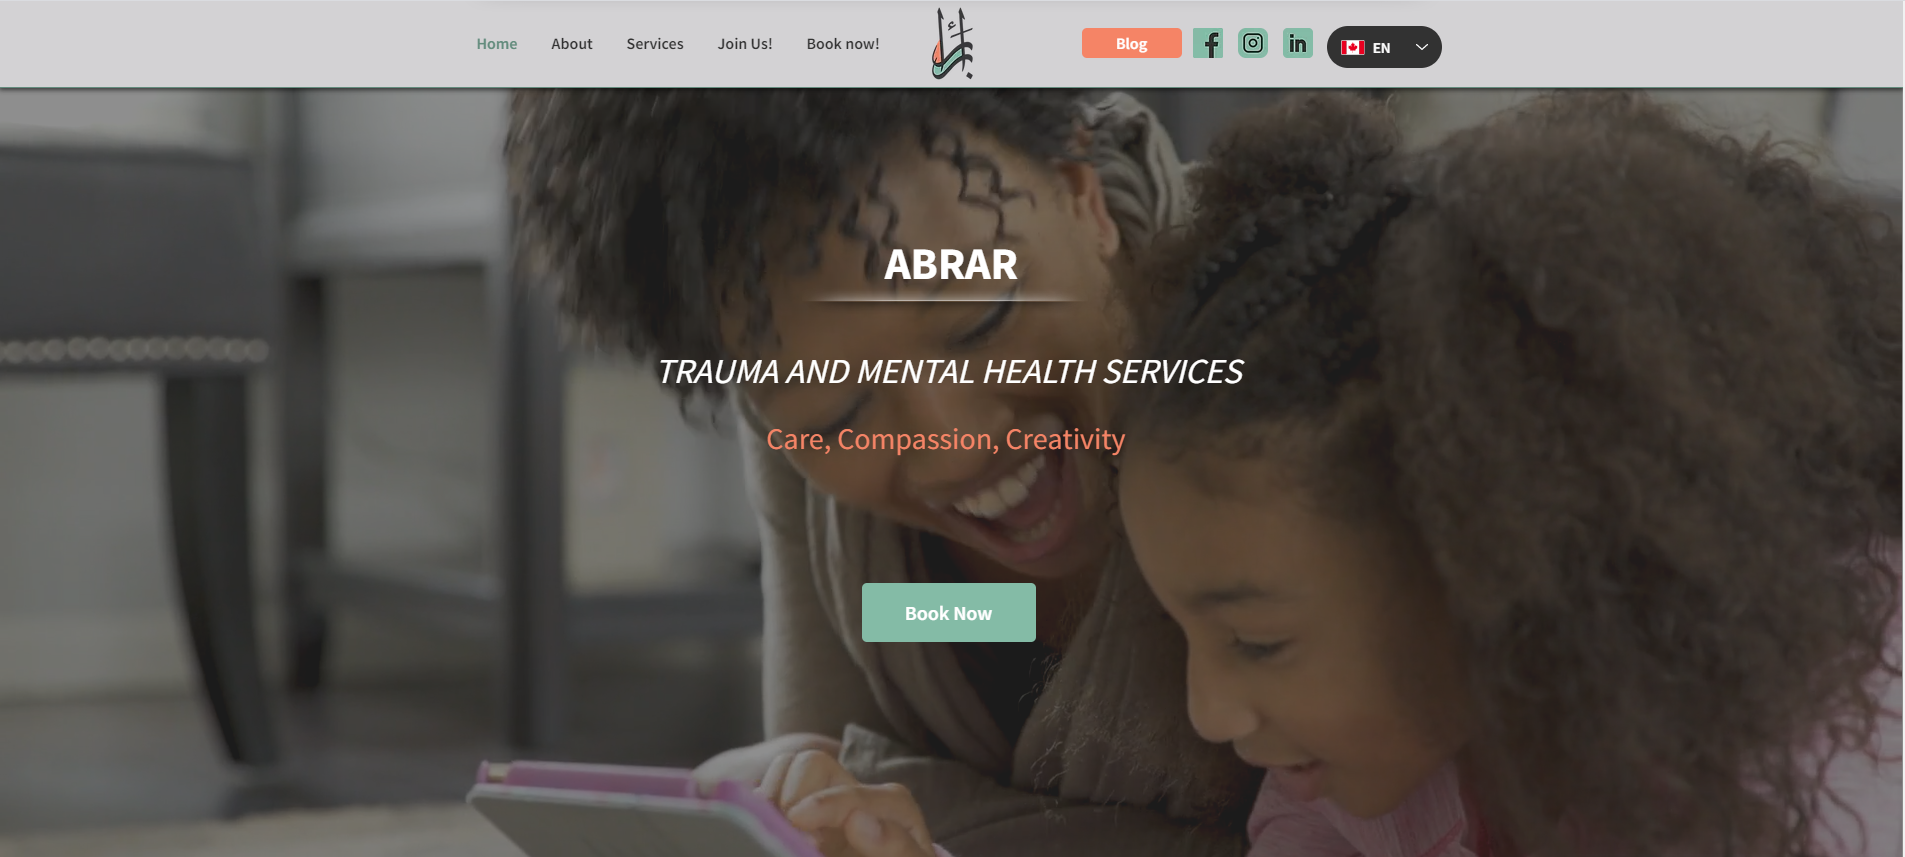 Home About Services Join Us! Book now! Blog EN
ABRAR
TRAUMA AND MENTAL HEALTH SERVICES
Care, Compassion, Creativity
Book Now